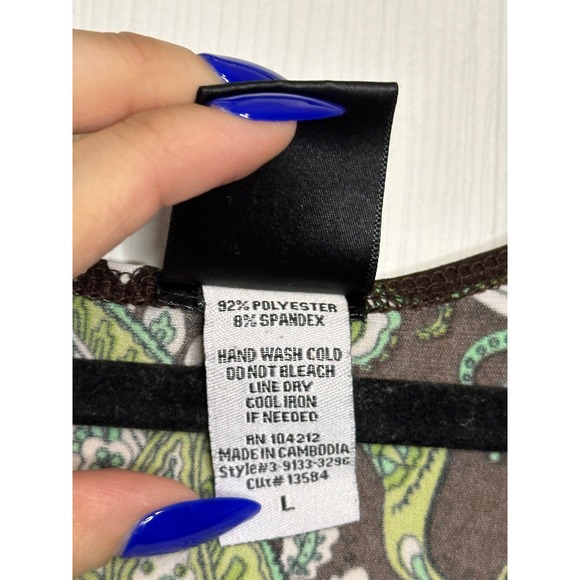 92% POLYESTER
8% SPANDEX
HAND WASH COLD
DO NOT BLEACH
LINE DRY
COOL IRON
IF NEEDED
RN 104212
MADE IN CAMBODIA
Style#3-9133-3296
Cut# 13584
L